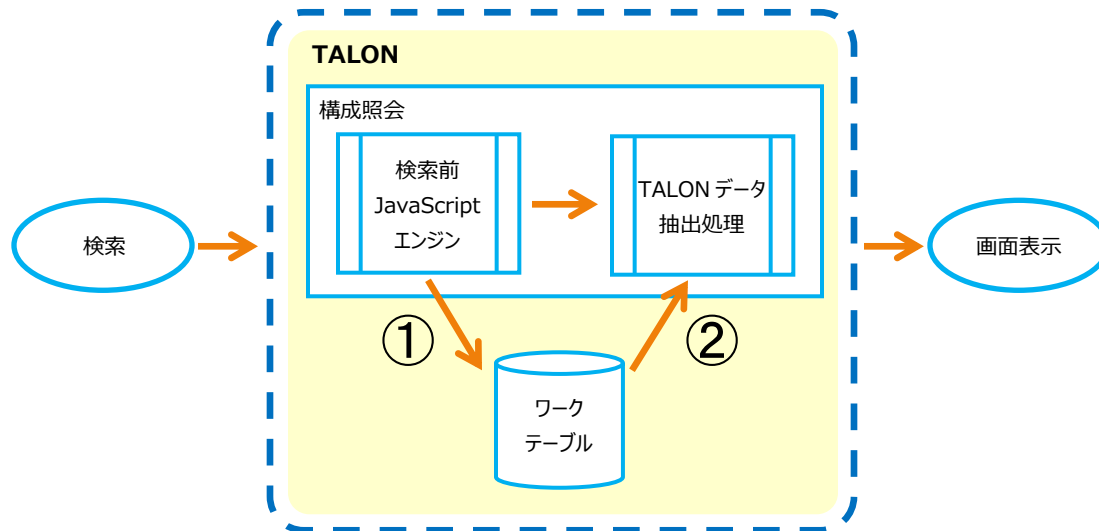 TALON
構成照会
検索前
JavaScript
エンジン
TALON データ
抽出処理
検索
画面表示
①
②
ワーク
テーブル